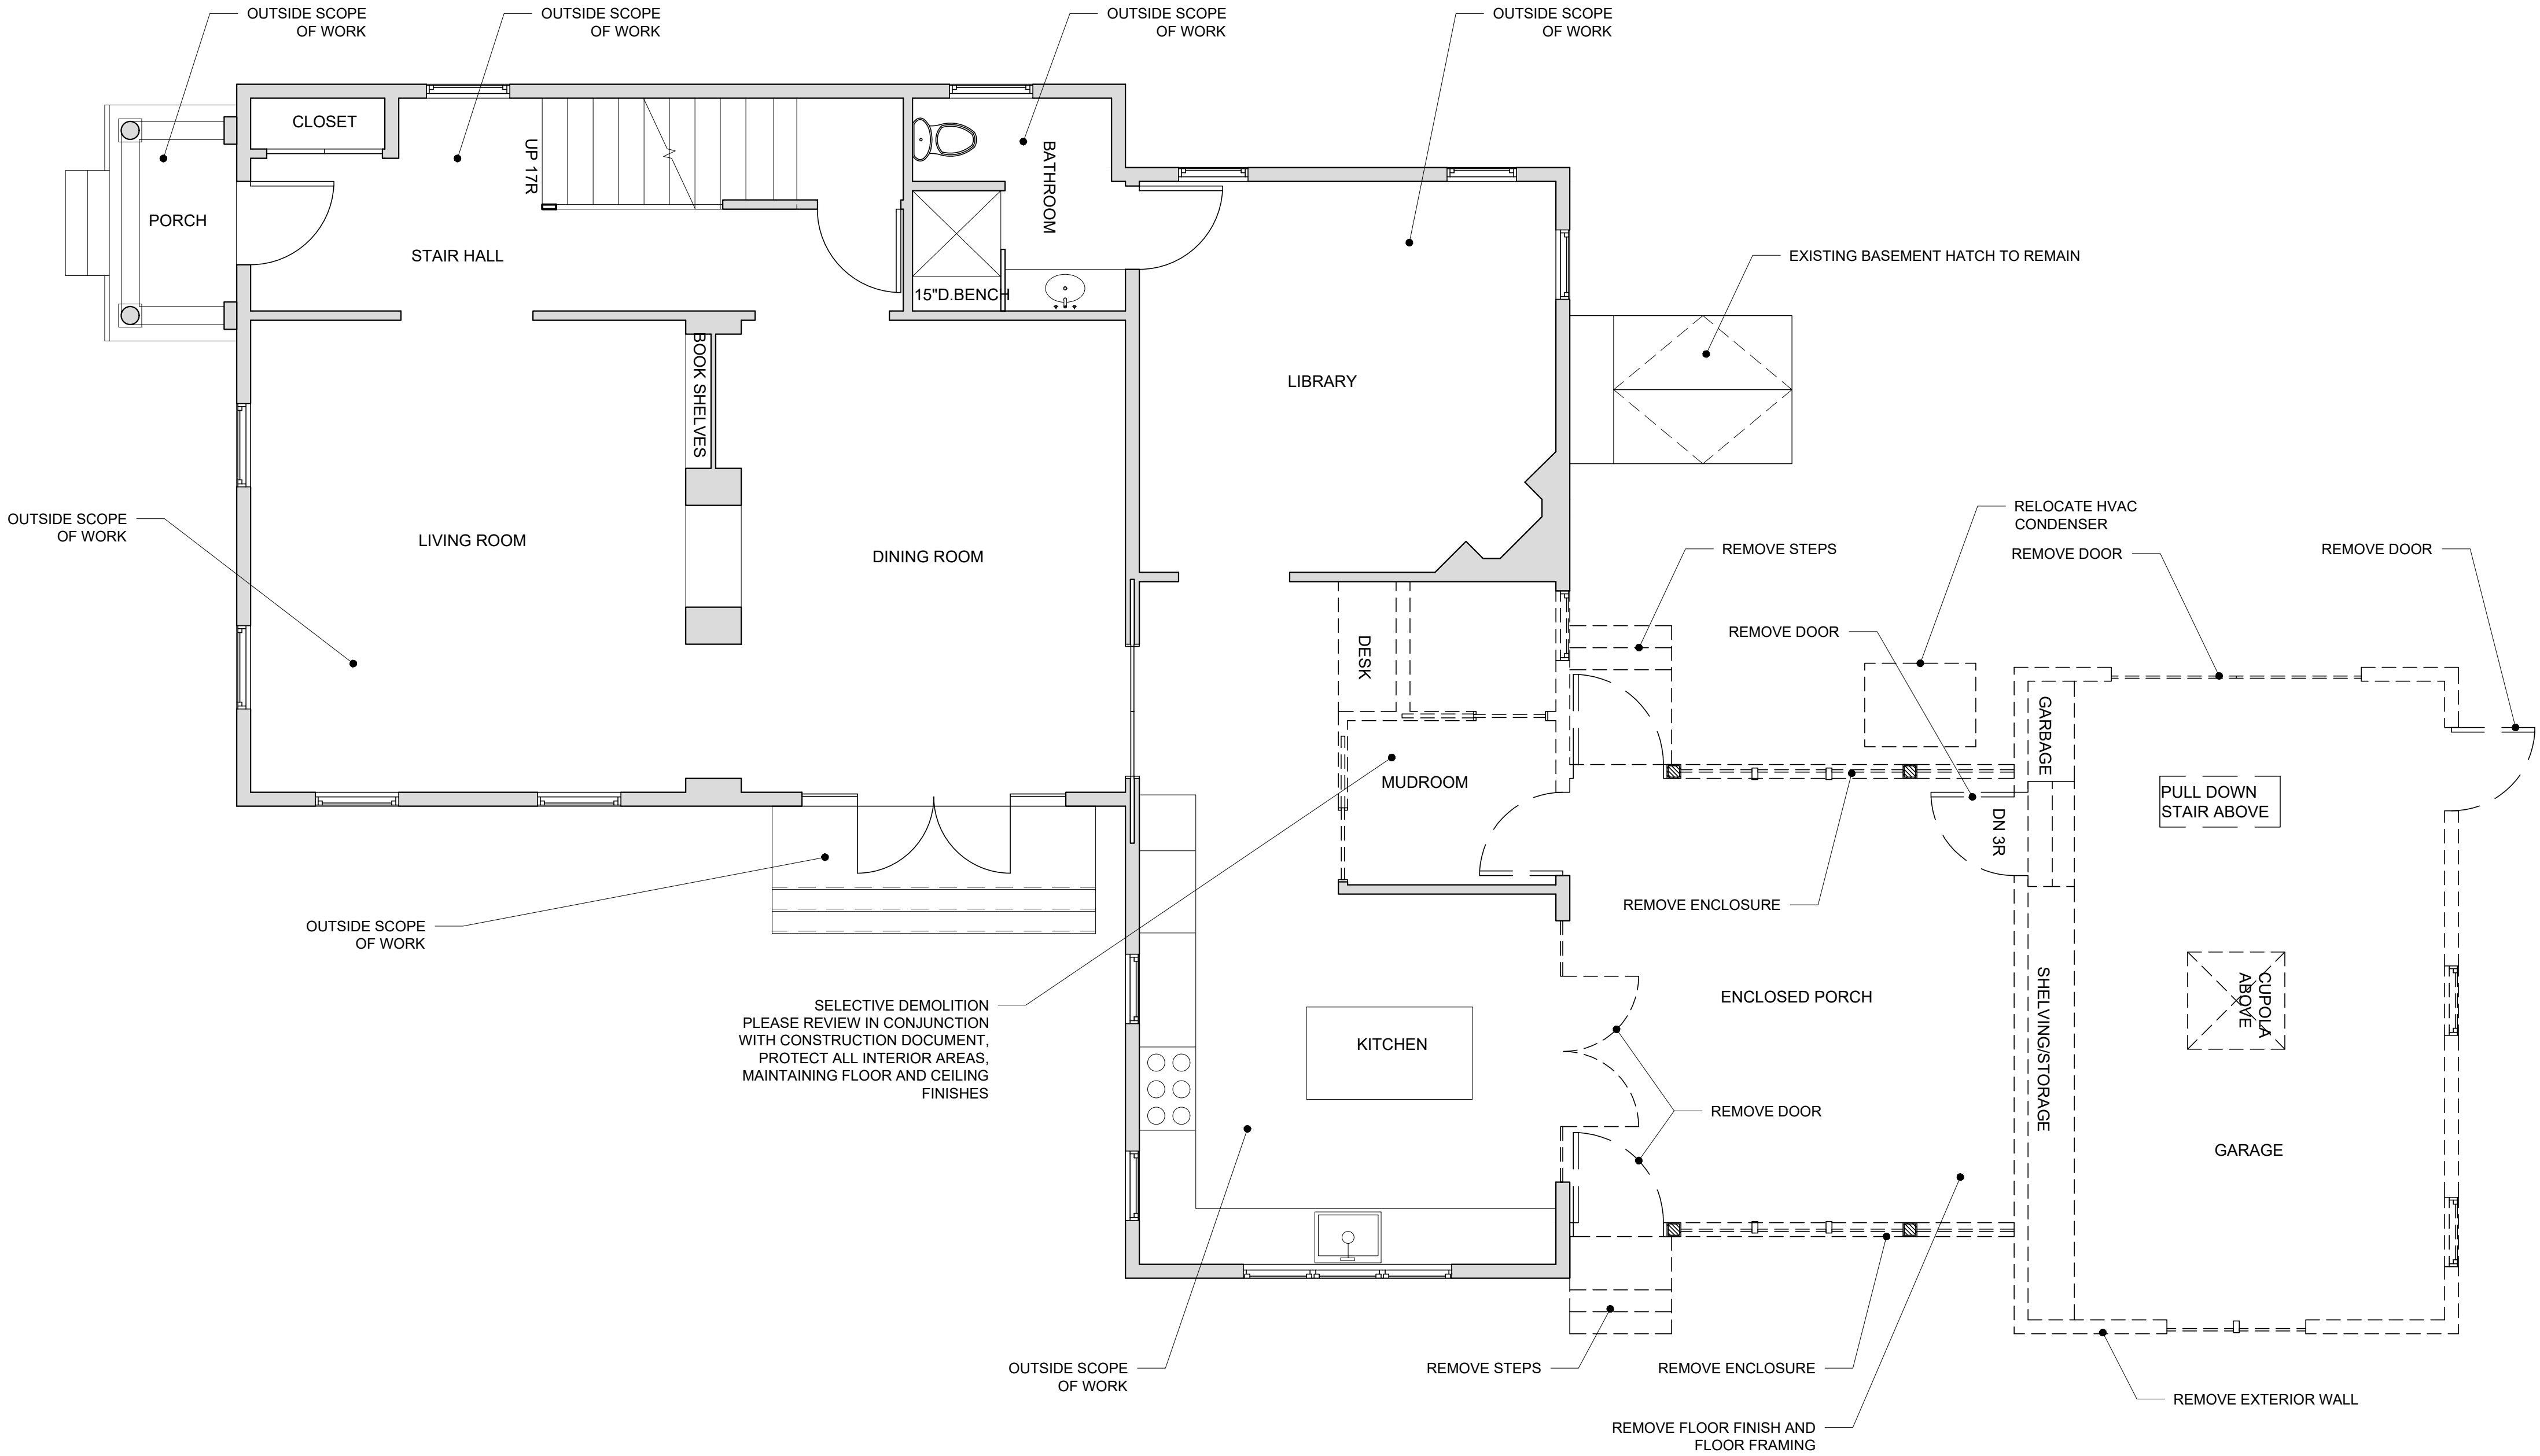 OUTSIDE SCOPE
OF WORK
OUTSIDE SCOPE
OF WORK
OUTSIDE SCOPE
OF WORK
OUTSIDE SCOPE
OF WORK
CLOSET
UP 17R
BATHROOM
PORCH
STAIR HALL
EXISTING BASEMENT HATCH TO REMAIN
15"D.BENCH
BOOK SHELVES
LIBRARY
OUTSIDE SCOPE
OF WORK
LIVING ROOM
DINING ROOM
RELOCATE HVAC
CONDENSER
REMOVE STEPS
REMOVE DOOR
REMOVE DOOR
REMOVE DOOR
DESK
GARBAGE
MUDROOM
PULL DOWN
STAIR ABOVE
DN 3R
REMOVE ENCLOSURE
OUTSIDE SCOPE
OF WORK
SELECTIVE DEMOLITION
PLEASE REVIEW IN CONJUNCTION
WITH CONSTRUCTION DOCUMENT,
PROTECT ALL INTERIOR AREAS,
MAINTAINING FLOOR AND CEILING
FINISHES
ENCLOSED PORCH
CUPOLA
ABOVE
SHELVING/STORAGE
KITCHEN
REMOVE DOOR
GARAGE
OUTSIDE SCOPE
OF WORK
REMOVE STEPS
REMOVE ENCLOSURE
REMOVE EXTERIOR WALL
REMOVE FLOOR FINISH AND
FLOOR FRAMING